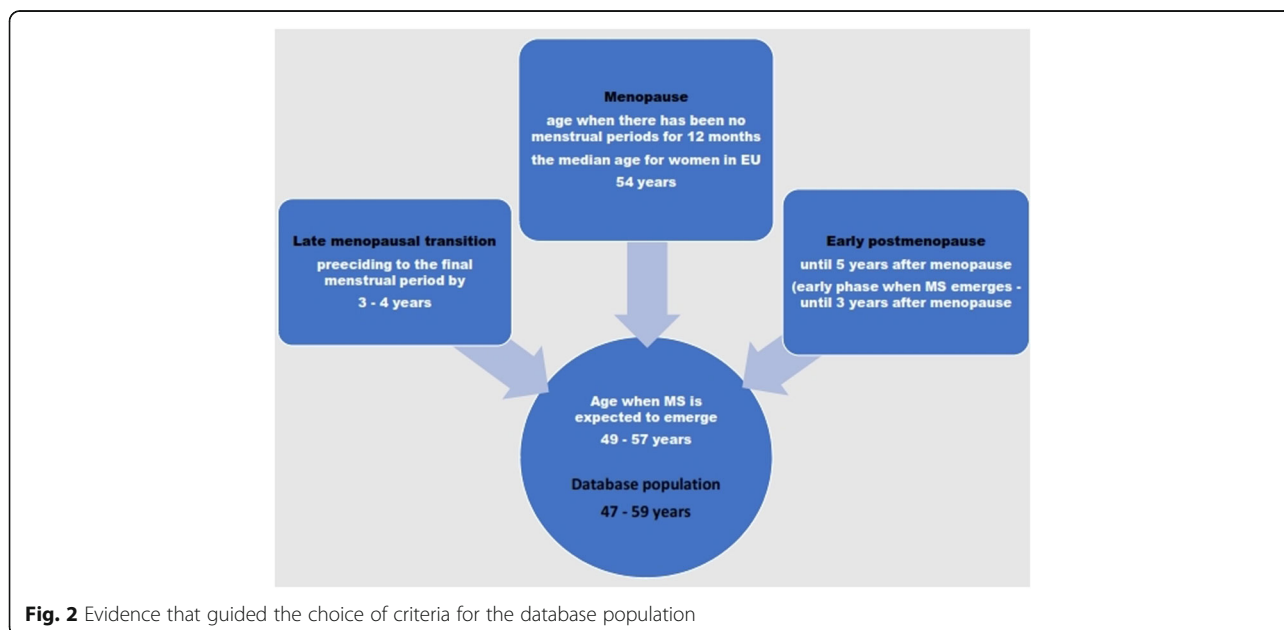 Menopause
age when there has been no
menstrual periods for 12 months
the median age for women in EU
54 years
Late menopausal transition
preeciding to the final
menstrual period by
3 - 4 years
Early postmenopause
until 5 years after menopause
(early phase when MS emerges -
until 3 years after menopause
Age when MS is
expected to emerge
49 - 57 years
Database population
47 - 59 years
Fig. 2 Evidence that guided the choice of criteria for the database population